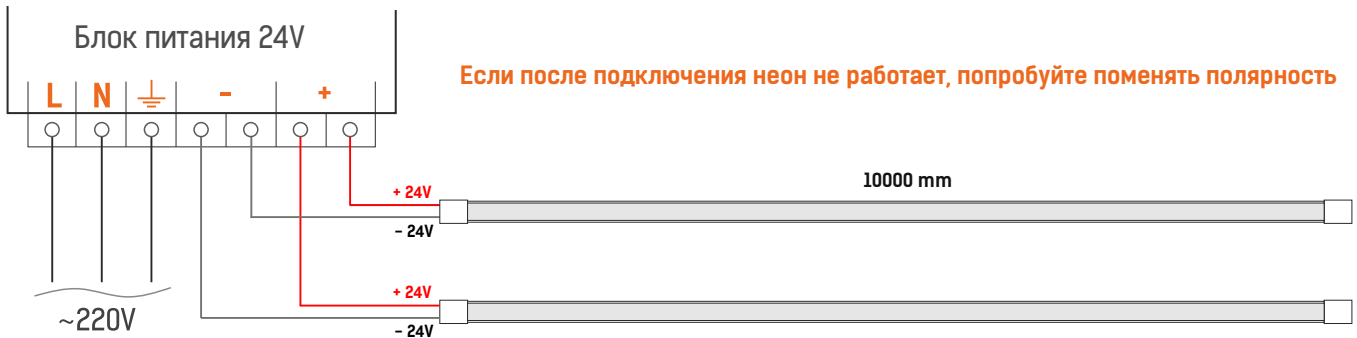 Блок питания 24V
Если после подключения неон не работает, попробуйте поменять полярность
L N - +
10000 mm
+ 24V
- 24V
+ 24V
- 24V
~220V